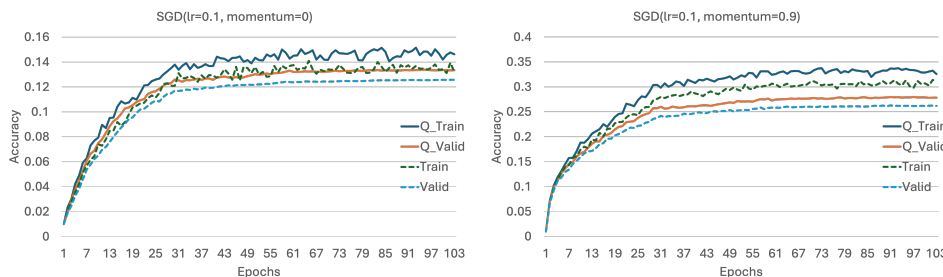 SGD(lr=0.1, momentum=0)
0.16
0.14
0.12
0.1
0.08
0.06
0.04
0.02
0
Accuracy
1 7 13 19 25 31 37 43 49 55 61 67 73 79 85 91 97 103
Epochs
Q_Train
Q_Valid
Train
Valid
SGD(lr=0.1, momentum=0.9)
0.4
0.35
0.3
0.25
0.2
0.15
0.1
0.05
0
Accuracy
1 7 13 19 25 31 37 43 49 55 61 67 73 79 85 91 97 103
Epochs
Q_Train
Q_Valid
Train
Valid